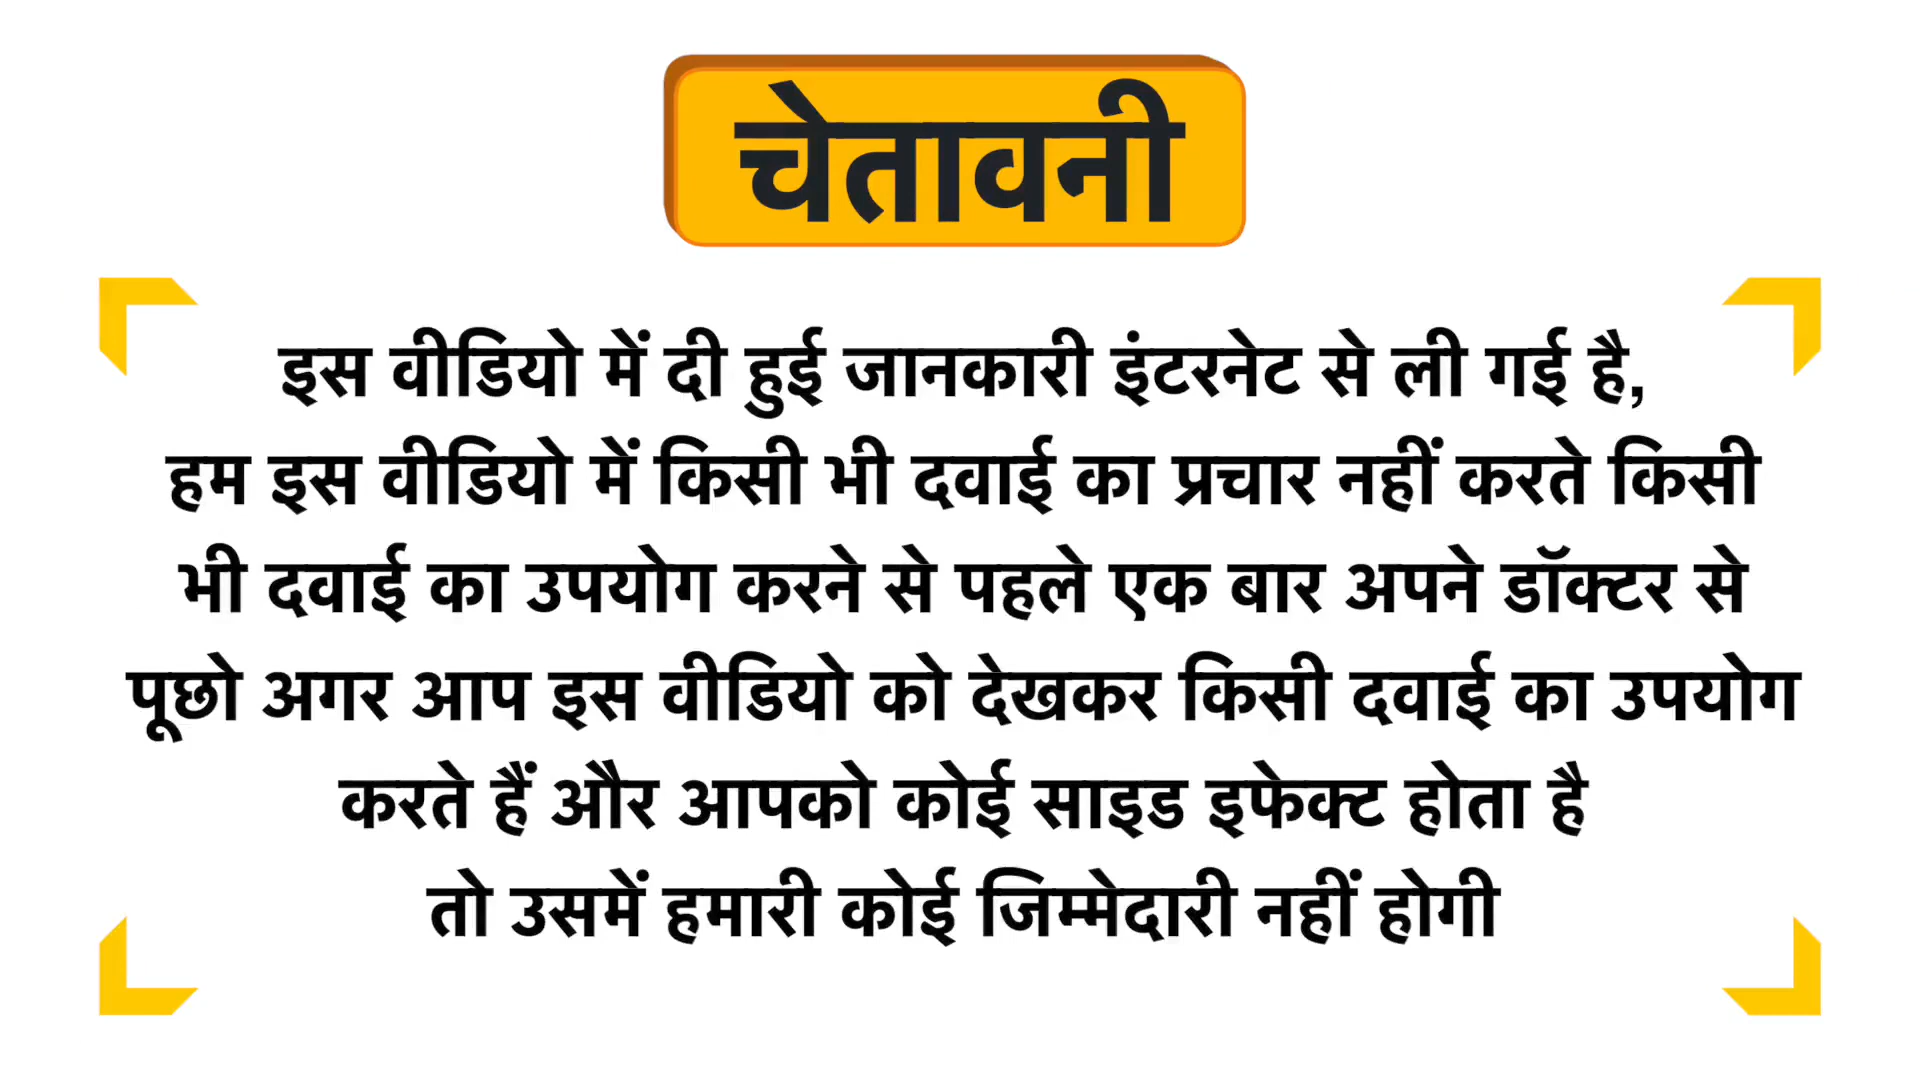 चेतावनी
इस वीडियो में दी हुई जानकारी इंटरनेट से ली गई है,
हम इस वीडियो में किसी भी दवाई का प्रचार नहीं करते किसी
भी दवाई का उपयोग करने से पहले एक बार अपने डॉक्टर से
पूछो अगर आप इस वीडियो को देखकर किसी दवाई का उपयोग
करते हैं और आपको कोई साइड इफेक्ट होता है
तो उसमें हमारी कोई जिम्मेदारी नहीं होगी